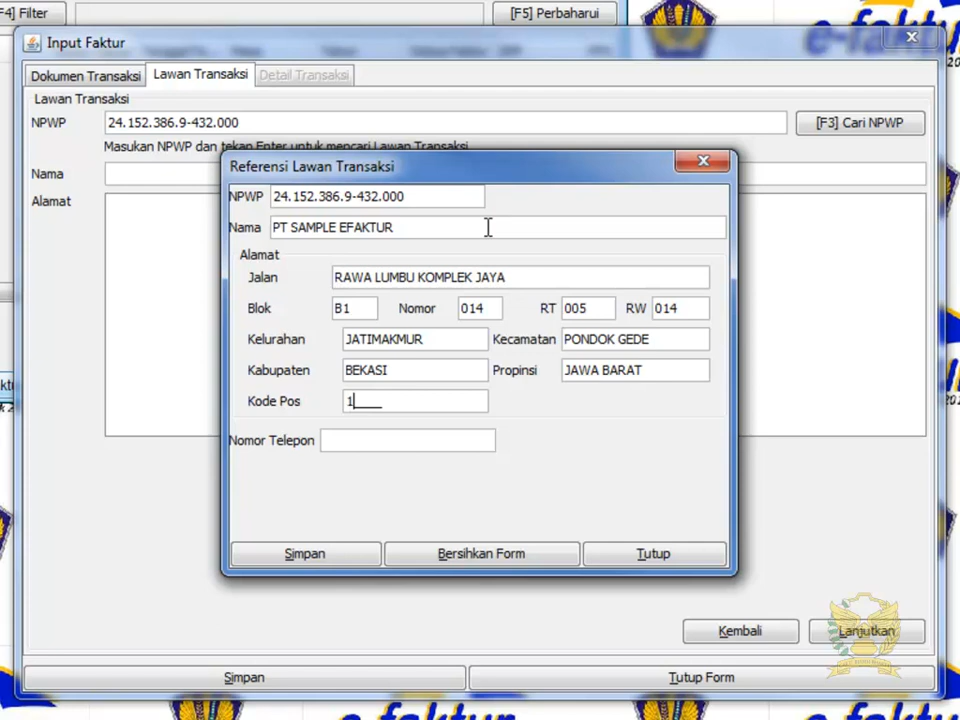 F4] Filter
[F5] Perbaharui
e-faktur
Input Faktur
Dokumen Transaksi
Lawan Transaksi
Detail Transaksi
Lawan Transaksi
NPWP
24.152.386.9-432.000
[F3] Cari NPWP
Masukan NPWP dan tekan Enter untuk mencari Lawan Transaksi
Nama
Alamat
Referensi Lawan Transaksi
NPWP 24.152.386.9-432.000
Nama PT SAMPLE EFAKTUR
Alamat
Jalan RAWA LUMBU KOMPLEK JAYA
Blok B1 Nomor 014 RT 005 RW 014
Kelurahan JATIMAKMUR Kecamatan PONDOK GEDE
Kabupaten BEKASI Propinsi JAWA BARAT
Kode Pos 1____
Nomor Telepon
Simpan
Bersihkan Form
Tutup
Kembali
Lanjutkan
Simpan
Tutup Form
e-faktur